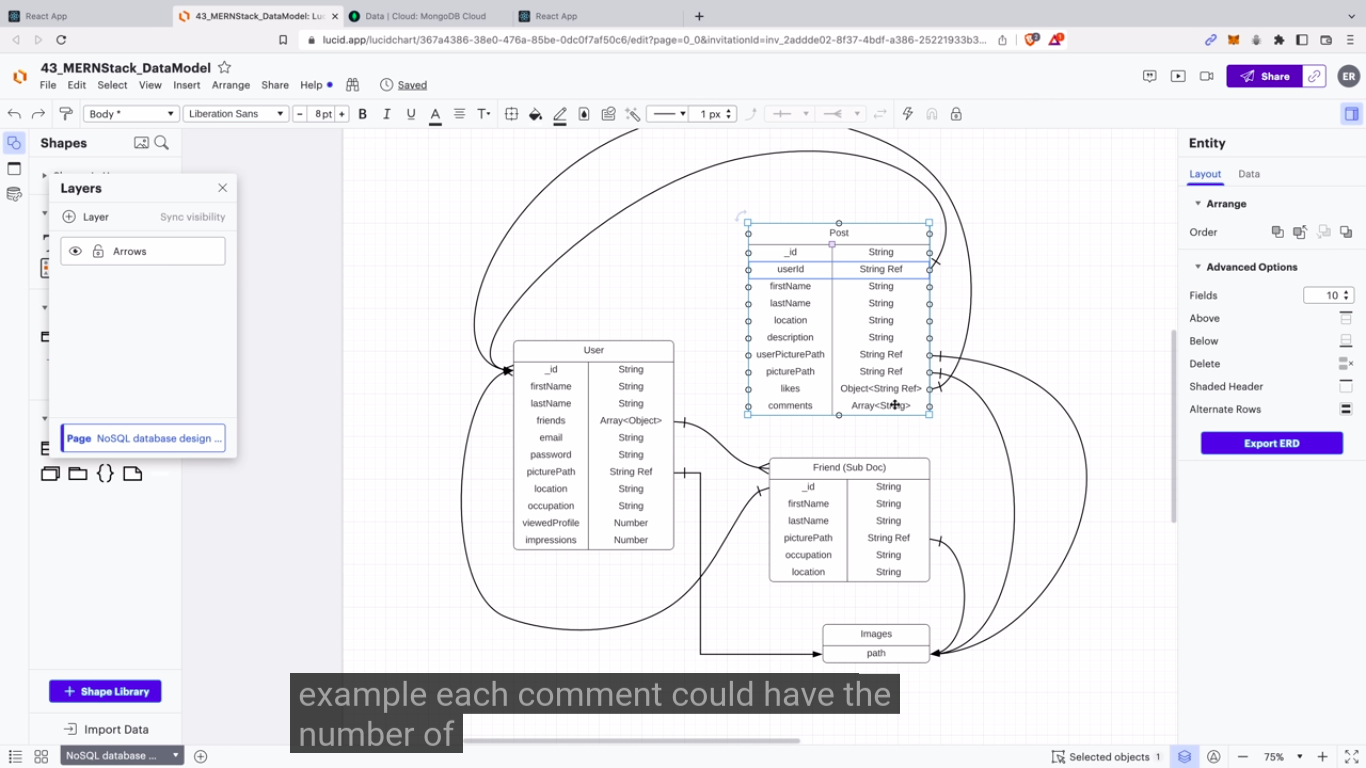 React App
43_MERNStack_DataModel: Luc
Data | Cloud: MongoDB Cloud
React App
lucid.app/lucidchart/367a4386-38e0-476a-85be-0dc0f7af50c6/edit?page=0_0&invitationId=inv_2addde02-8f37-4bdf-a386-25221933b3...
43_MERNStack_DataModel
File Edit Select View Insert Arrange Share Help Saved
Share
ER
Body * Liberation Sans - 8 pt + B I U A T 1 px
Shapes
Layers
Layer Sync visibility
Arrows
Page NoSQL database design ...
Shape Library
Import Data
Post
_id String
userId String Ref
firstName String
lastName String
location String
description String
userPicturePath String Ref
picturePath String Ref
likes Object<String Ref>
comments Array<String>
User
_id String
firstName String
lastName String
friends Array<Object>
email String
password String
picturePath String Ref
location String
occupation String
viewedProfile Number
impressions Number
Friend (Sub Doc)
_id String
firstName String
lastName String
picturePath String Ref
occupation String
location String
Images
path
Entity
Layout Data
Arrange
Order
Advanced Options
Fields 10
Above
Below
Delete
Shaded Header
Alternate Rows
Export ERD
example each comment could have the
number of
NoSQL database ...
Selected objects 1
75%